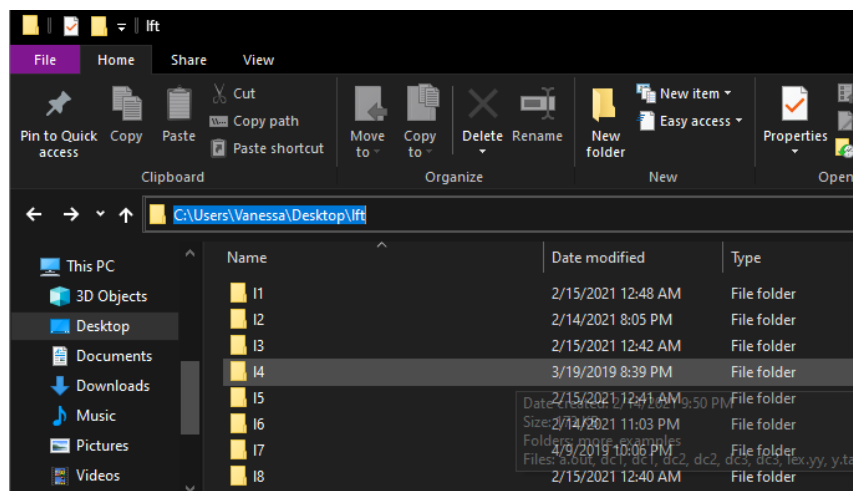 lft
File Home Share View
Pin to Quick access
Copy
Paste
Cut
Copy path
Paste shortcut
Move to
Copy to
Delete
Rename
New folder
New item
Easy access
Properties
Clipboard Organize New Open
C:\Users\Vanessa\Desktop\lft
This PC
3D Objects
Desktop
Documents
Downloads
Music
Pictures
Videos
Name Date modified Type
l1 2/15/2021 12:48 AM File folder
l2 2/14/2021 8:05 PM File folder
l3 2/15/2021 12:42 AM File folder
l4 3/19/2019 8:39 PM File folder
l5 2/15/2021 12:41 AM File folder
l6 2/14/2021 11:03 PM File folder
l7 4/9/2019 10:06 PM File folder
l8 2/15/2021 12:40 AM File folder
Date created: 2/14/2021 9:50 PM
Size:
Folders: more_examples
Files: a.out, dc1, dc1, dc2, dc2, dc3, dc3, lex.yy, y.ta